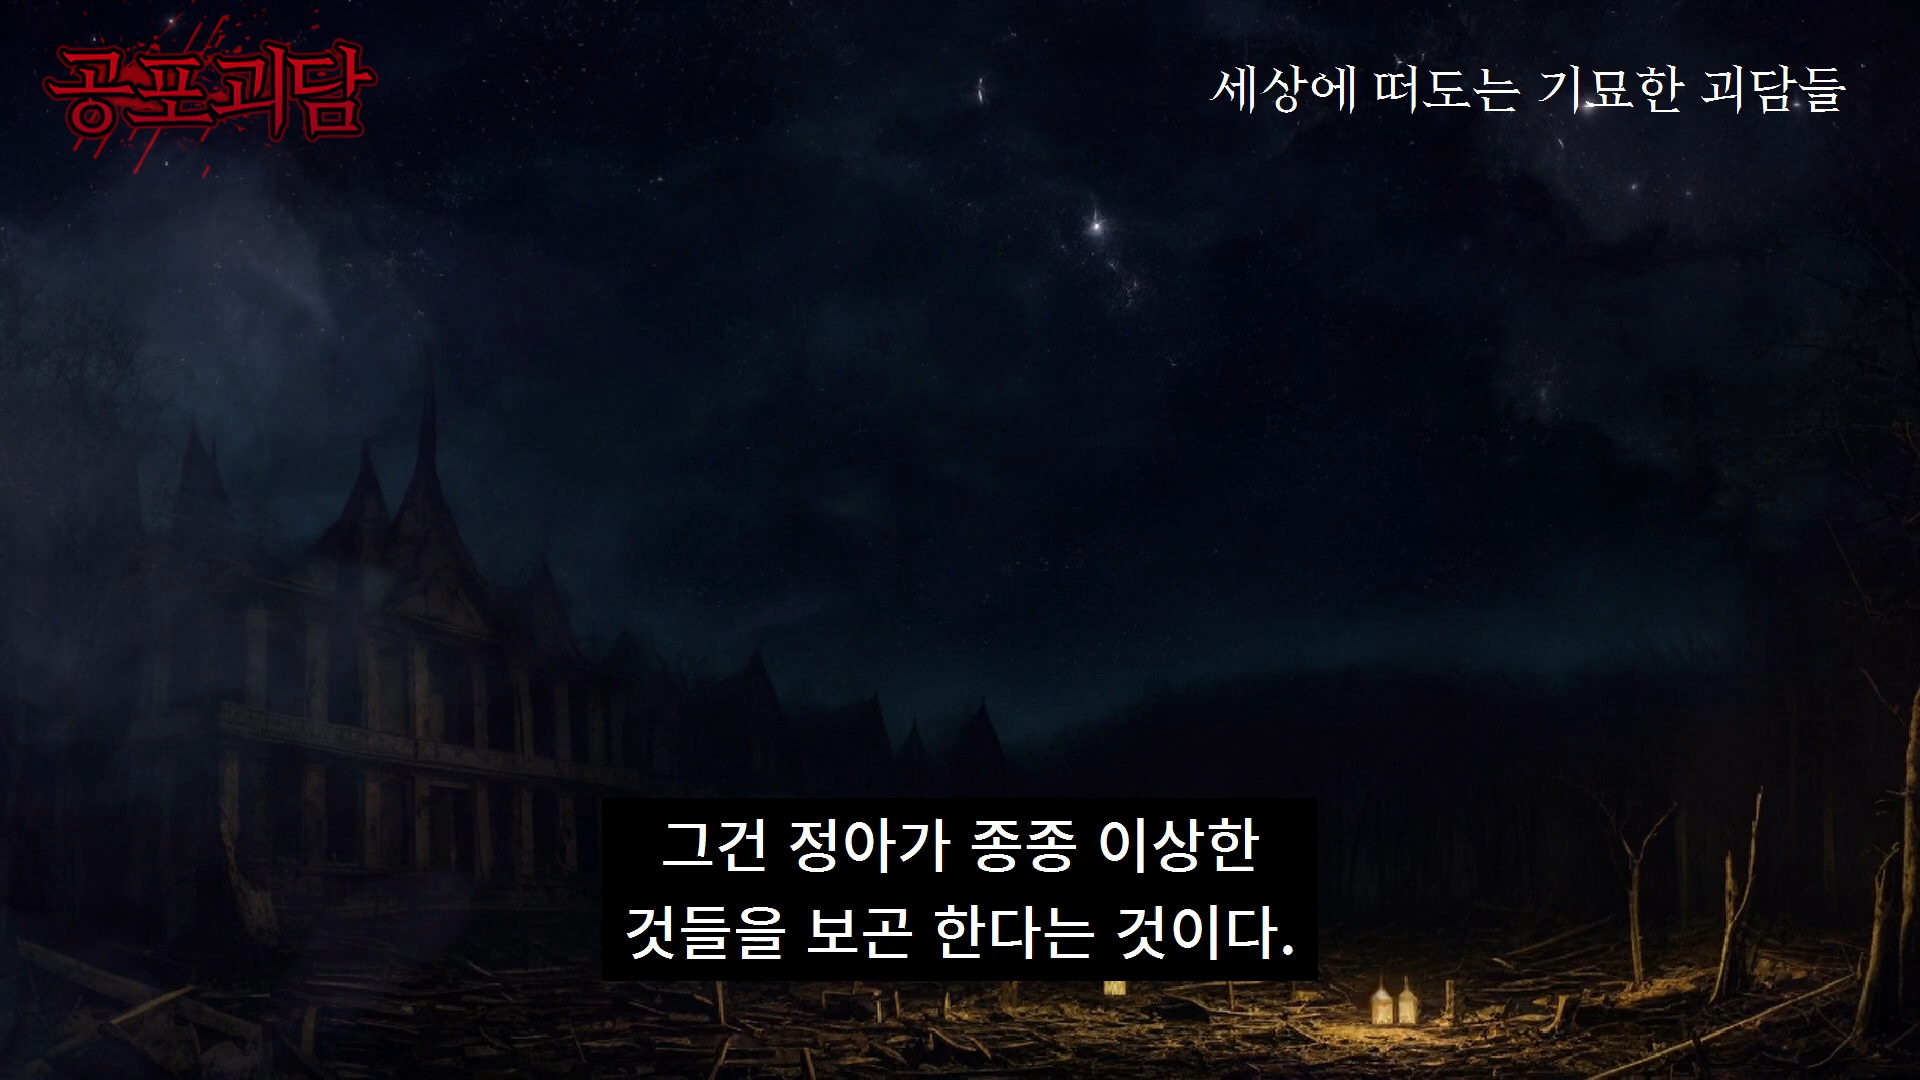 공포괴담
세상에 떠도는 기묘한 괴담들
그건 정아가 종종 이상한
것들을 보곤 한다는 것이다.